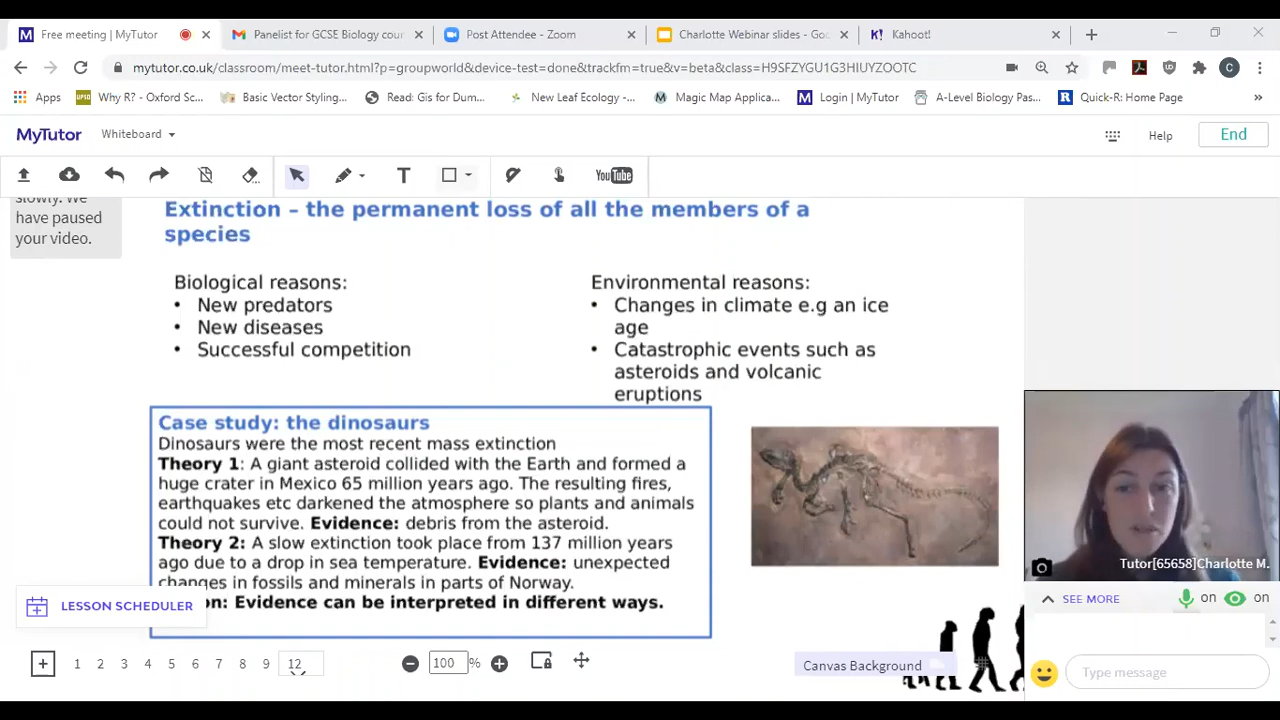 Free meeting | MyTutor
Panelist for GCSE Biology cour
Post Attendee - Zoom
Charlotte Webinar slides - Goo
Kahoot!
mytutor.co.uk/classroom/meet-tutor.html?p=groupworld&device-test=done&trackfm=true&v=beta&class=H9SFZYGU1G3HIUYZOOTC
C
Apps
Why R? - Oxford Sc...
Basic Vector Styling...
Read: Gis for Dum...
New Leaf Ecology -...
Magic Map Applica...
Login | MyTutor
A-Level Biology Pas...
Quick-R: Home Page
MyTutor
Whiteboard
Help
End
T
YouTube
slowly. We
have paused
your video.
Extinction – the permanent loss of all the members of a
species
Biological reasons:
• New predators
• New diseases
• Successful competition
Environmental reasons:
• Changes in climate e.g an ice
age
• Catastrophic events such as
asteroids and volcanic
eruptions
Case study: the dinosaurs
Dinosaurs were the most recent mass extinction
Theory 1: A giant asteroid collided with the Earth and formed a
huge crater in Mexico 65 million years ago. The resulting fires,
earthquakes etc darkened the atmosphere so plants and animals
could not survive. Evidence: debris from the asteroid.
Theory 2: A slow extinction took place from 137 million years
ago due to a drop in sea temperature. Evidence: unexpected
changes in fossils and minerals in parts of Norway.
on: Evidence can be interpreted in different ways.
LESSON SCHEDULER
Tutor[65658]Charlotte M.
SEE MORE
on
on
1 2 3 4 5 6 7 8 9 12
100 %
Canvas Background
Type message